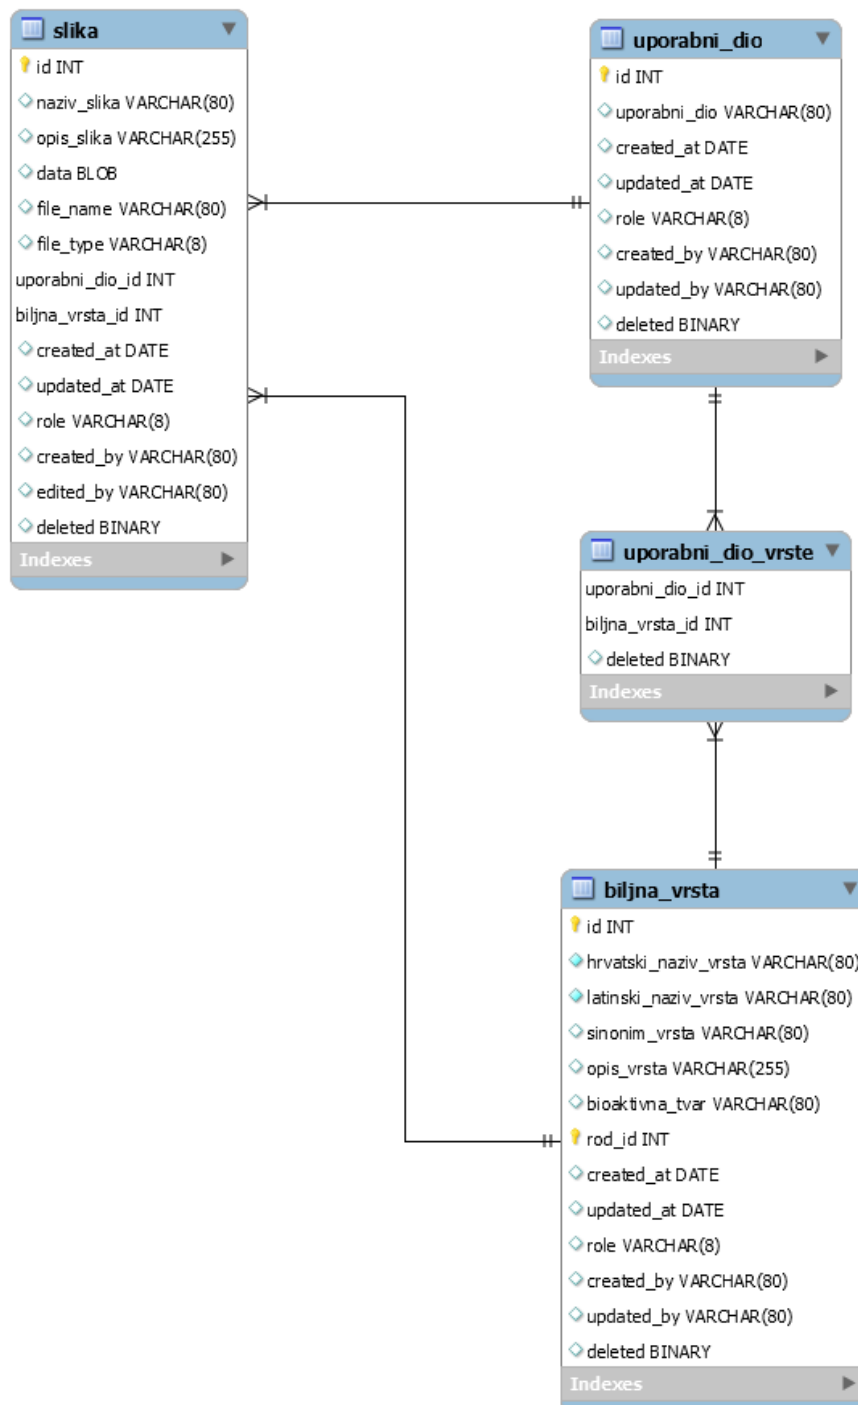 slika
id INT
naziv_slika VARCHAR(80)
opis_slika VARCHAR(255)
data BLOB
file_name VARCHAR(80)
file_type VARCHAR(8)
uporabni_dio_id INT
biljna_vrsta_id INT
created_at DATE
updated_at DATE
role VARCHAR(8)
created_by VARCHAR(80)
edited_by VARCHAR(80)
deleted BINARY
Indexes
uporabni_dio
id INT
uporabni_dio VARCHAR(80)
created_at DATE
updated_at DATE
role VARCHAR(8)
created_by VARCHAR(80)
updated_by VARCHAR(80)
deleted BINARY
Indexes
uporabni_dio_vrste
uporabni_dio_id INT
biljna_vrsta_id INT
deleted BINARY
Indexes
biljna_vrsta
id INT
hrvatski_naziv_vrsta VARCHAR(80)
latinski_naziv_vrsta VARCHAR(80)
sinonim_vrsta VARCHAR(80)
opis_vrsta VARCHAR(255)
bioaktivna_tvar VARCHAR(80)
rod_id INT
created_at DATE
updated_at DATE
role VARCHAR(8)
created_by VARCHAR(80)
updated_by VARCHAR(80)
deleted BINARY
Indexes